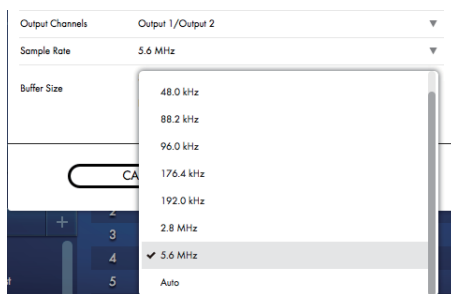 Output Channels Output 1/Output 2
Sample Rate 5.6 MHz
Buffer Size
48.0 kHz
88.2 kHz
96.0 kHz
CA 176.4 kHz
192.0 kHz
2
+ 2.8 MHz
3
✔ 5.6 MHz
4
5 Auto